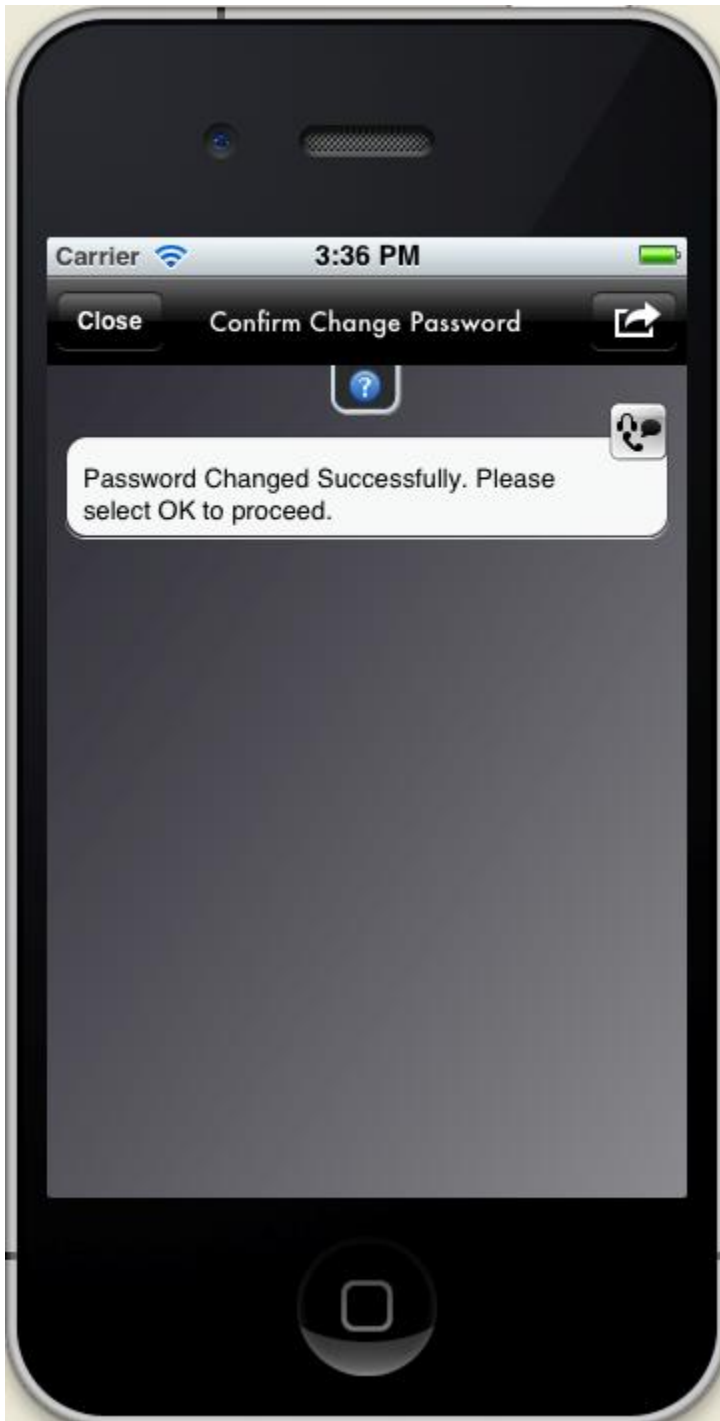 Carrier 3:36 PM
Close Confirm Change Password
?
Password Changed Successfully. Please
select OK to proceed.